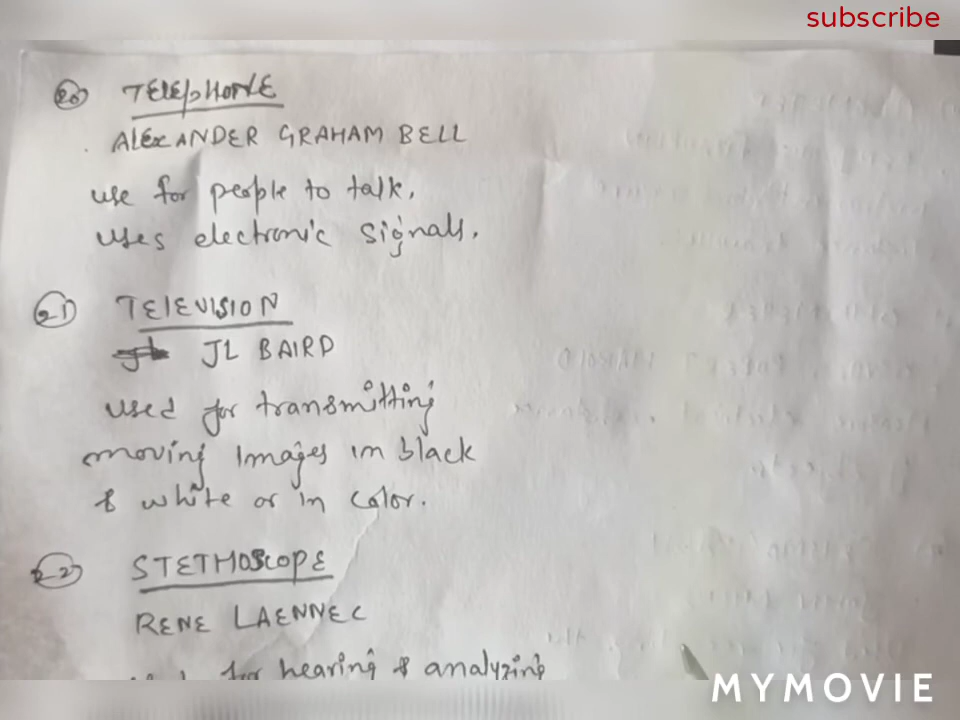 subscribe
20 TELEPHONE
ALEXANDER GRAHAM BELL
use for people to talk.
uses electronic signals.
21) TELEVISION
JL BAIRD
used for transmitting
moving images in black
& white or in color.
22) STETHOSCOPE
RENE LAENNEC
for hearing & analyzing
MYMOVIE